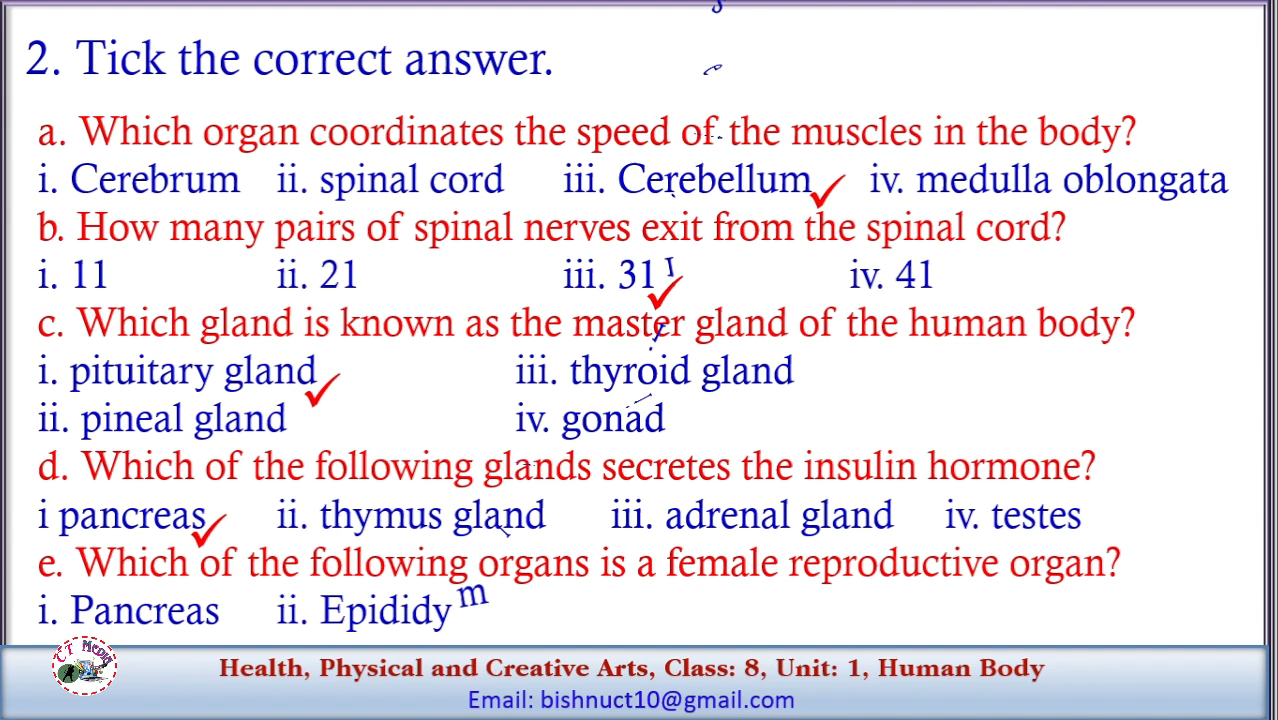 2. Tick the correct answer.
a. Which organ coordinates the speed of the muscles in the body?
i. Cerebrum ii. spinal cord iii. Cerebellum iv. medulla oblongata
b. How many pairs of spinal nerves exit from the spinal cord?
i. 11 ii. 21 iii. 31 iv. 41
c. Which gland is known as the master gland of the human body?
i. pituitary gland iii. thyroid gland
ii. pineal gland iv. gonad
d. Which of the following glands secretes the insulin hormone?
i pancreas ii. thymus gland iii. adrenal gland iv. testes
e. Which of the following organs is a female reproductive organ?
i. Pancreas ii. Epididym
CT Media
Health, Physical and Creative Arts, Class: 8, Unit: 1, Human Body
Email: bishnuct10@gmail.com